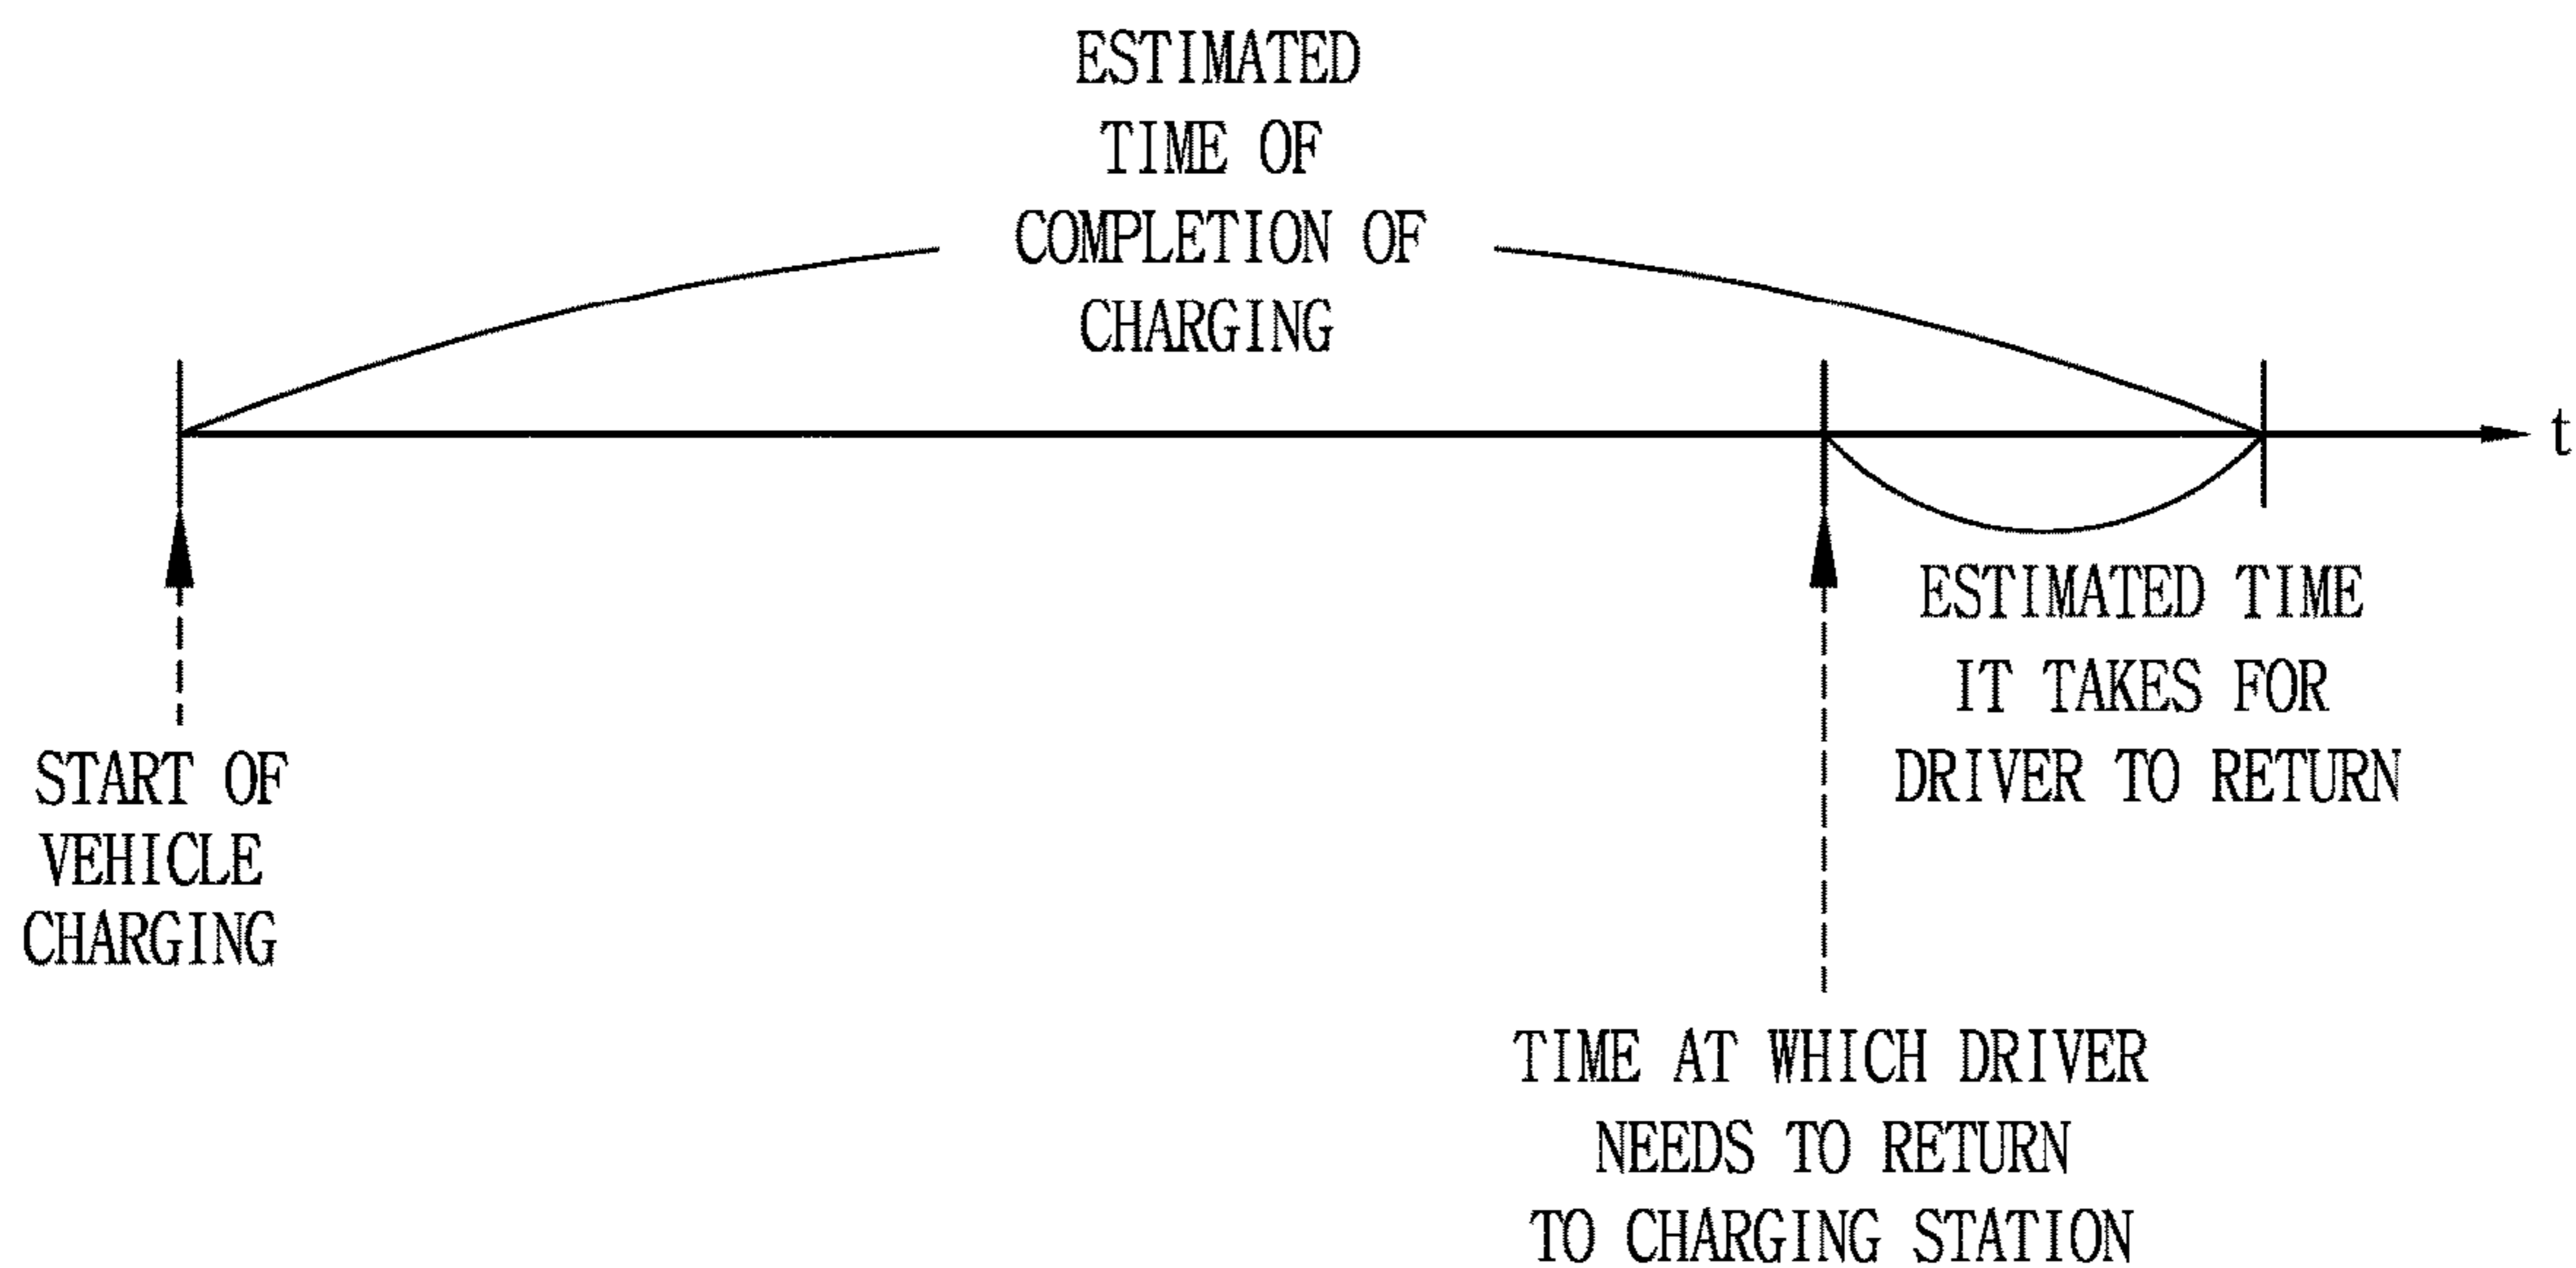 ESTIMATED
TIME OF
COMPLETION OF
CHARGING
t
ESTIMATED TIME
IT TAKES FOR
DRIVER TO RETURN
START OF
VEHICLE
CHARGING
TIME AT WHICH DRIVER
NEEDS TO RETURN
TO CHARGING STATION